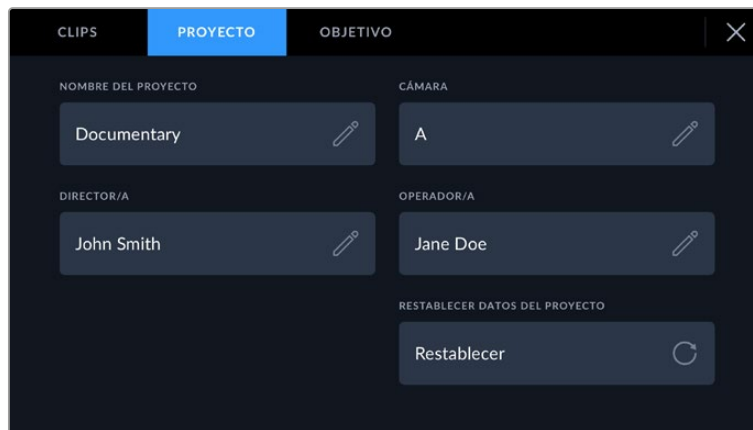 CLIPS PROYECTO OBJETIVO
NOMBRE DEL PROYECTO CÁMARA
Documentary A
DIRECTOR/A OPERADOR/A
John Smith Jane Doe
RESTABLECER DATOS DEL PROYECTO
Restablecer